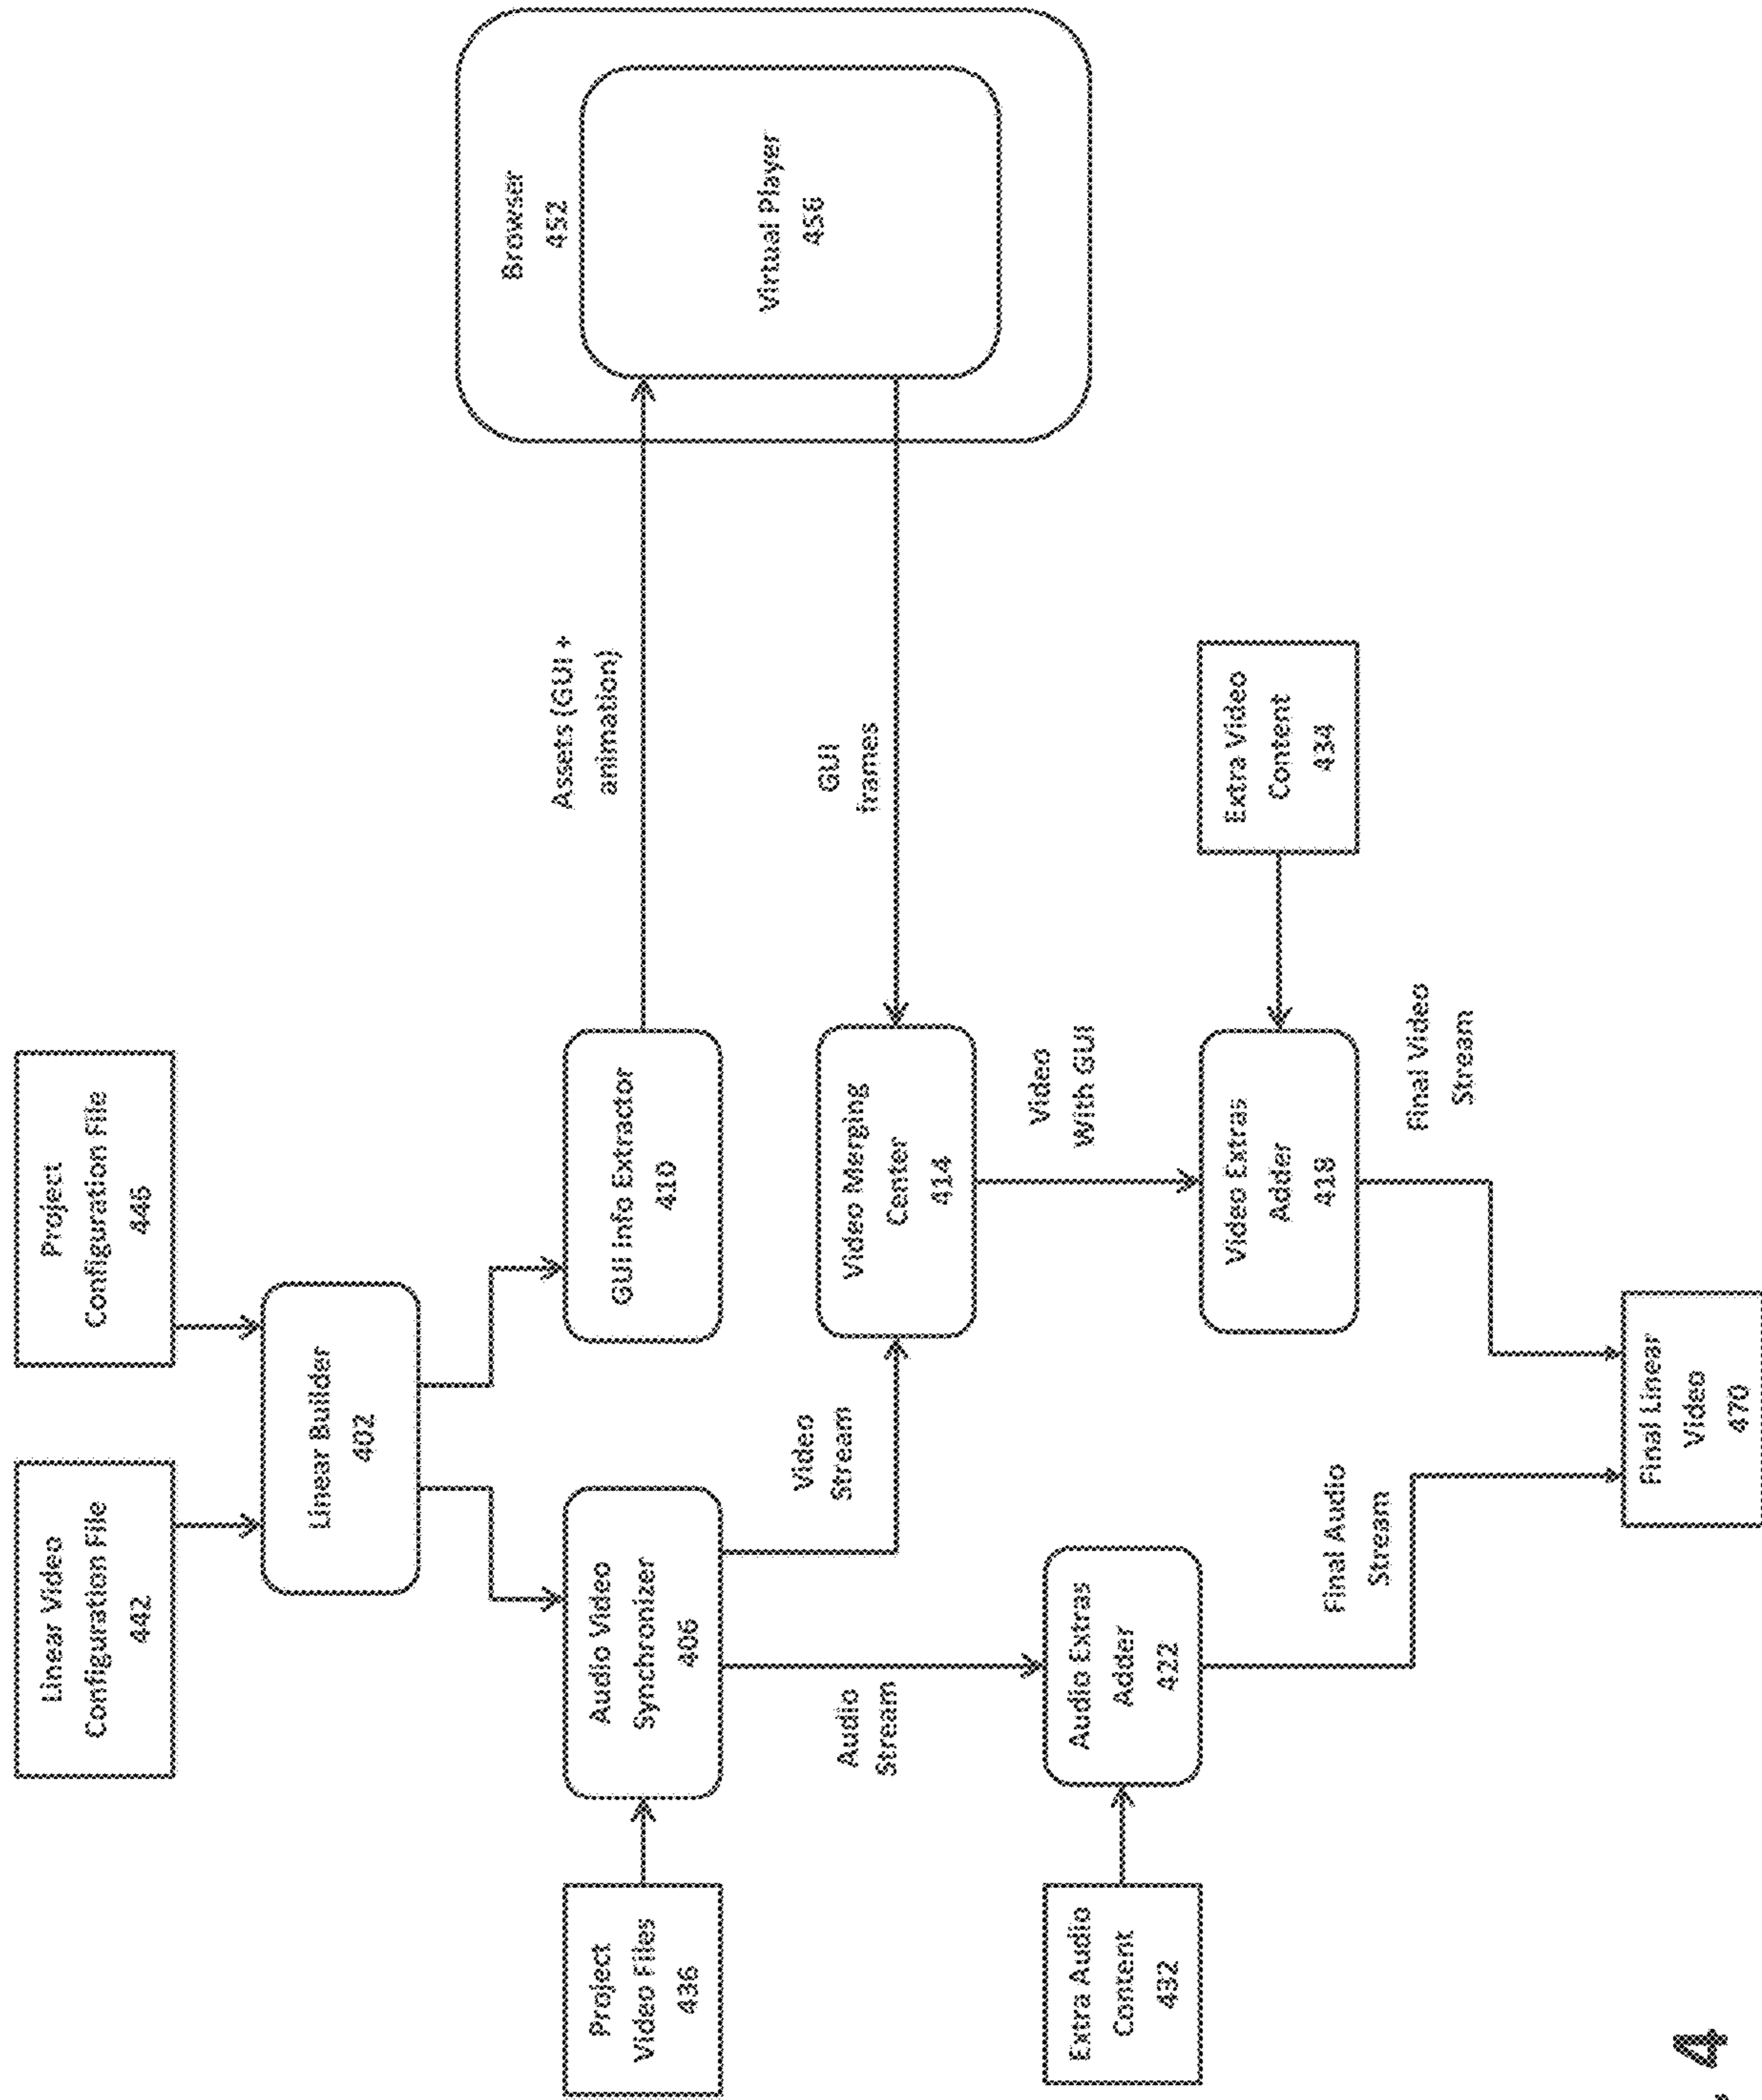 Linear Video
Configuration File
442
Project
Configuration File
446
Linear Builder
402
Project
Video Files
436
Audio Video
Synchronizer
406
GUI Info Extractor
410
Assets (GUI +
animation)
Browser
452
Virtual Player
456
Audio
Stream
Video
Stream
Video Merging
Center
414
GUI
frames
Extra Audio
Content
432
Audio Extras
Adder
422
Video
With GUI
Video Extras
Adder
418
Extra Video
Content
434
Final Audio
Stream
Final Video
Stream
Final Linear
Video
470
4